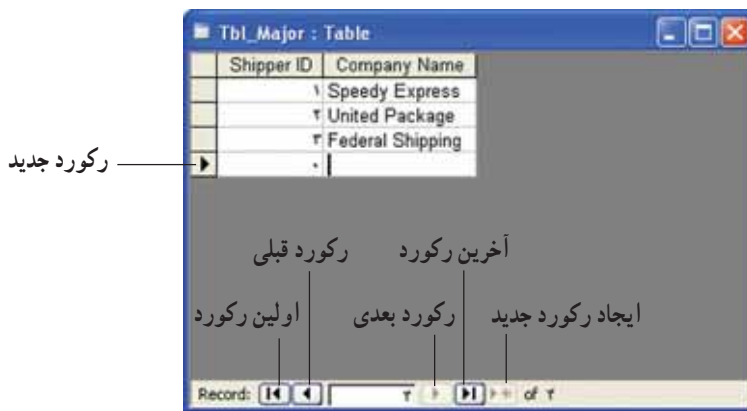 Tbl_Major : Table
Shipper ID Company Name
۱ Speedy Express
۲ United Package
۳ Federal Shipping
رکورد جدید
۰
رکورد قبلی آخرین رکورد
اولین رکورد رکورد بعدی ایجاد رکورد جدید
Record: ۳ of ۳